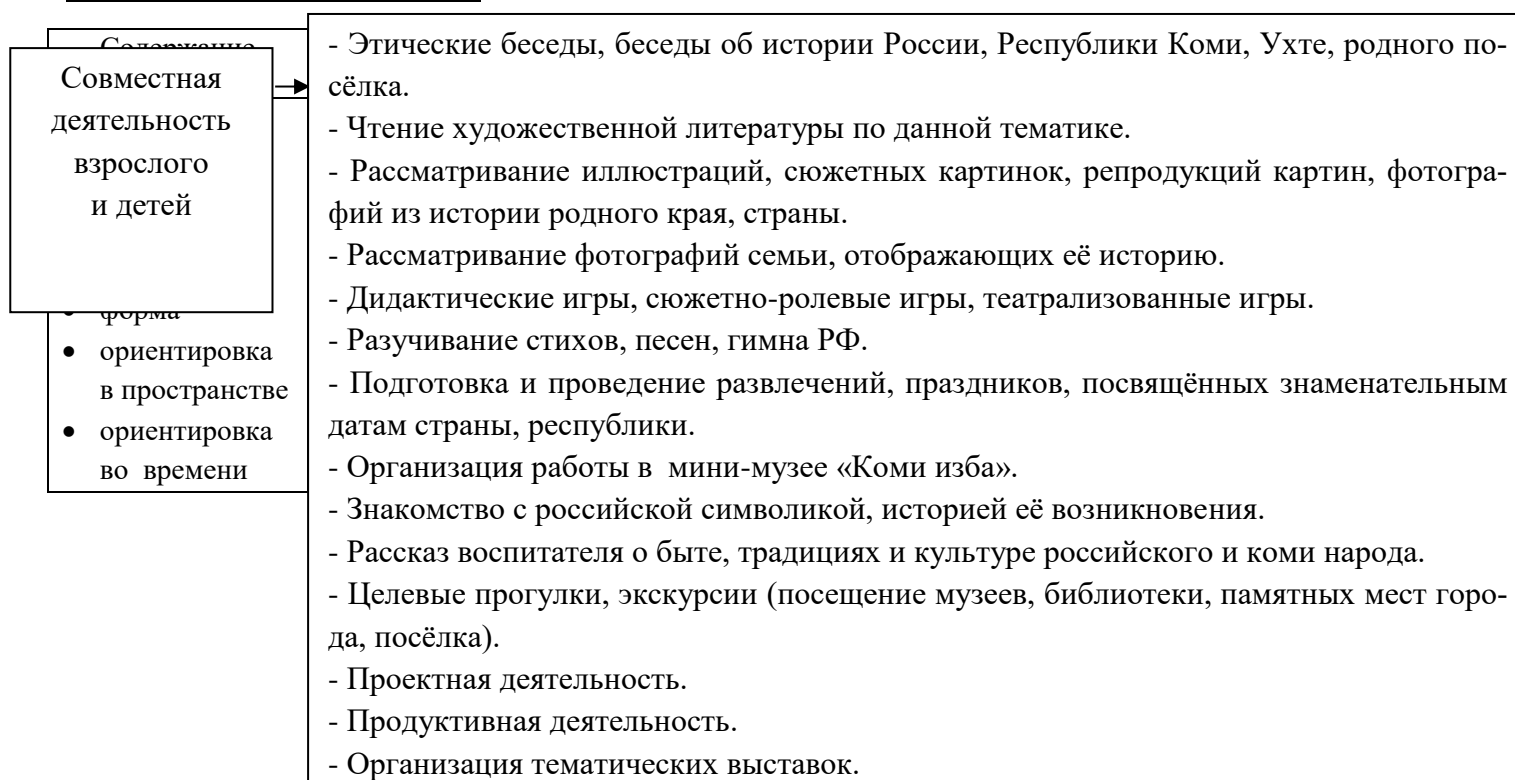 Содержание
Совместная
деятельность
взрослого
и детей
форма
• ориентировка
в пространстве
• ориентировка
во времени
- Этические беседы, беседы об истории России, Республики Коми, Ухте, родного по-
сёлка.
- Чтение художественной литературы по данной тематике.
- Рассматривание иллюстраций, сюжетных картинок, репродукций картин, фотогра-
фий из истории родного края, страны.
- Рассматривание фотографий семьи, отображающих её историю.
- Дидактические игры, сюжетно-ролевые игры, театрализованные игры.
- Разучивание стихов, песен, гимна РФ.
- Подготовка и проведение развлечений, праздников, посвящённых знаменательным
датам страны, республики.
- Организация работы в мини-музее «Коми изба».
- Знакомство с российской символикой, историей её возникновения.
- Рассказ воспитателя о быте, традициях и культуре российского и коми народа.
- Целевые прогулки, экскурсии (посещение музеев, библиотеки, памятных мест горо-
да, посёлка).
- Проектная деятельность.
- Продуктивная деятельность.
- Организация тематических выставок.